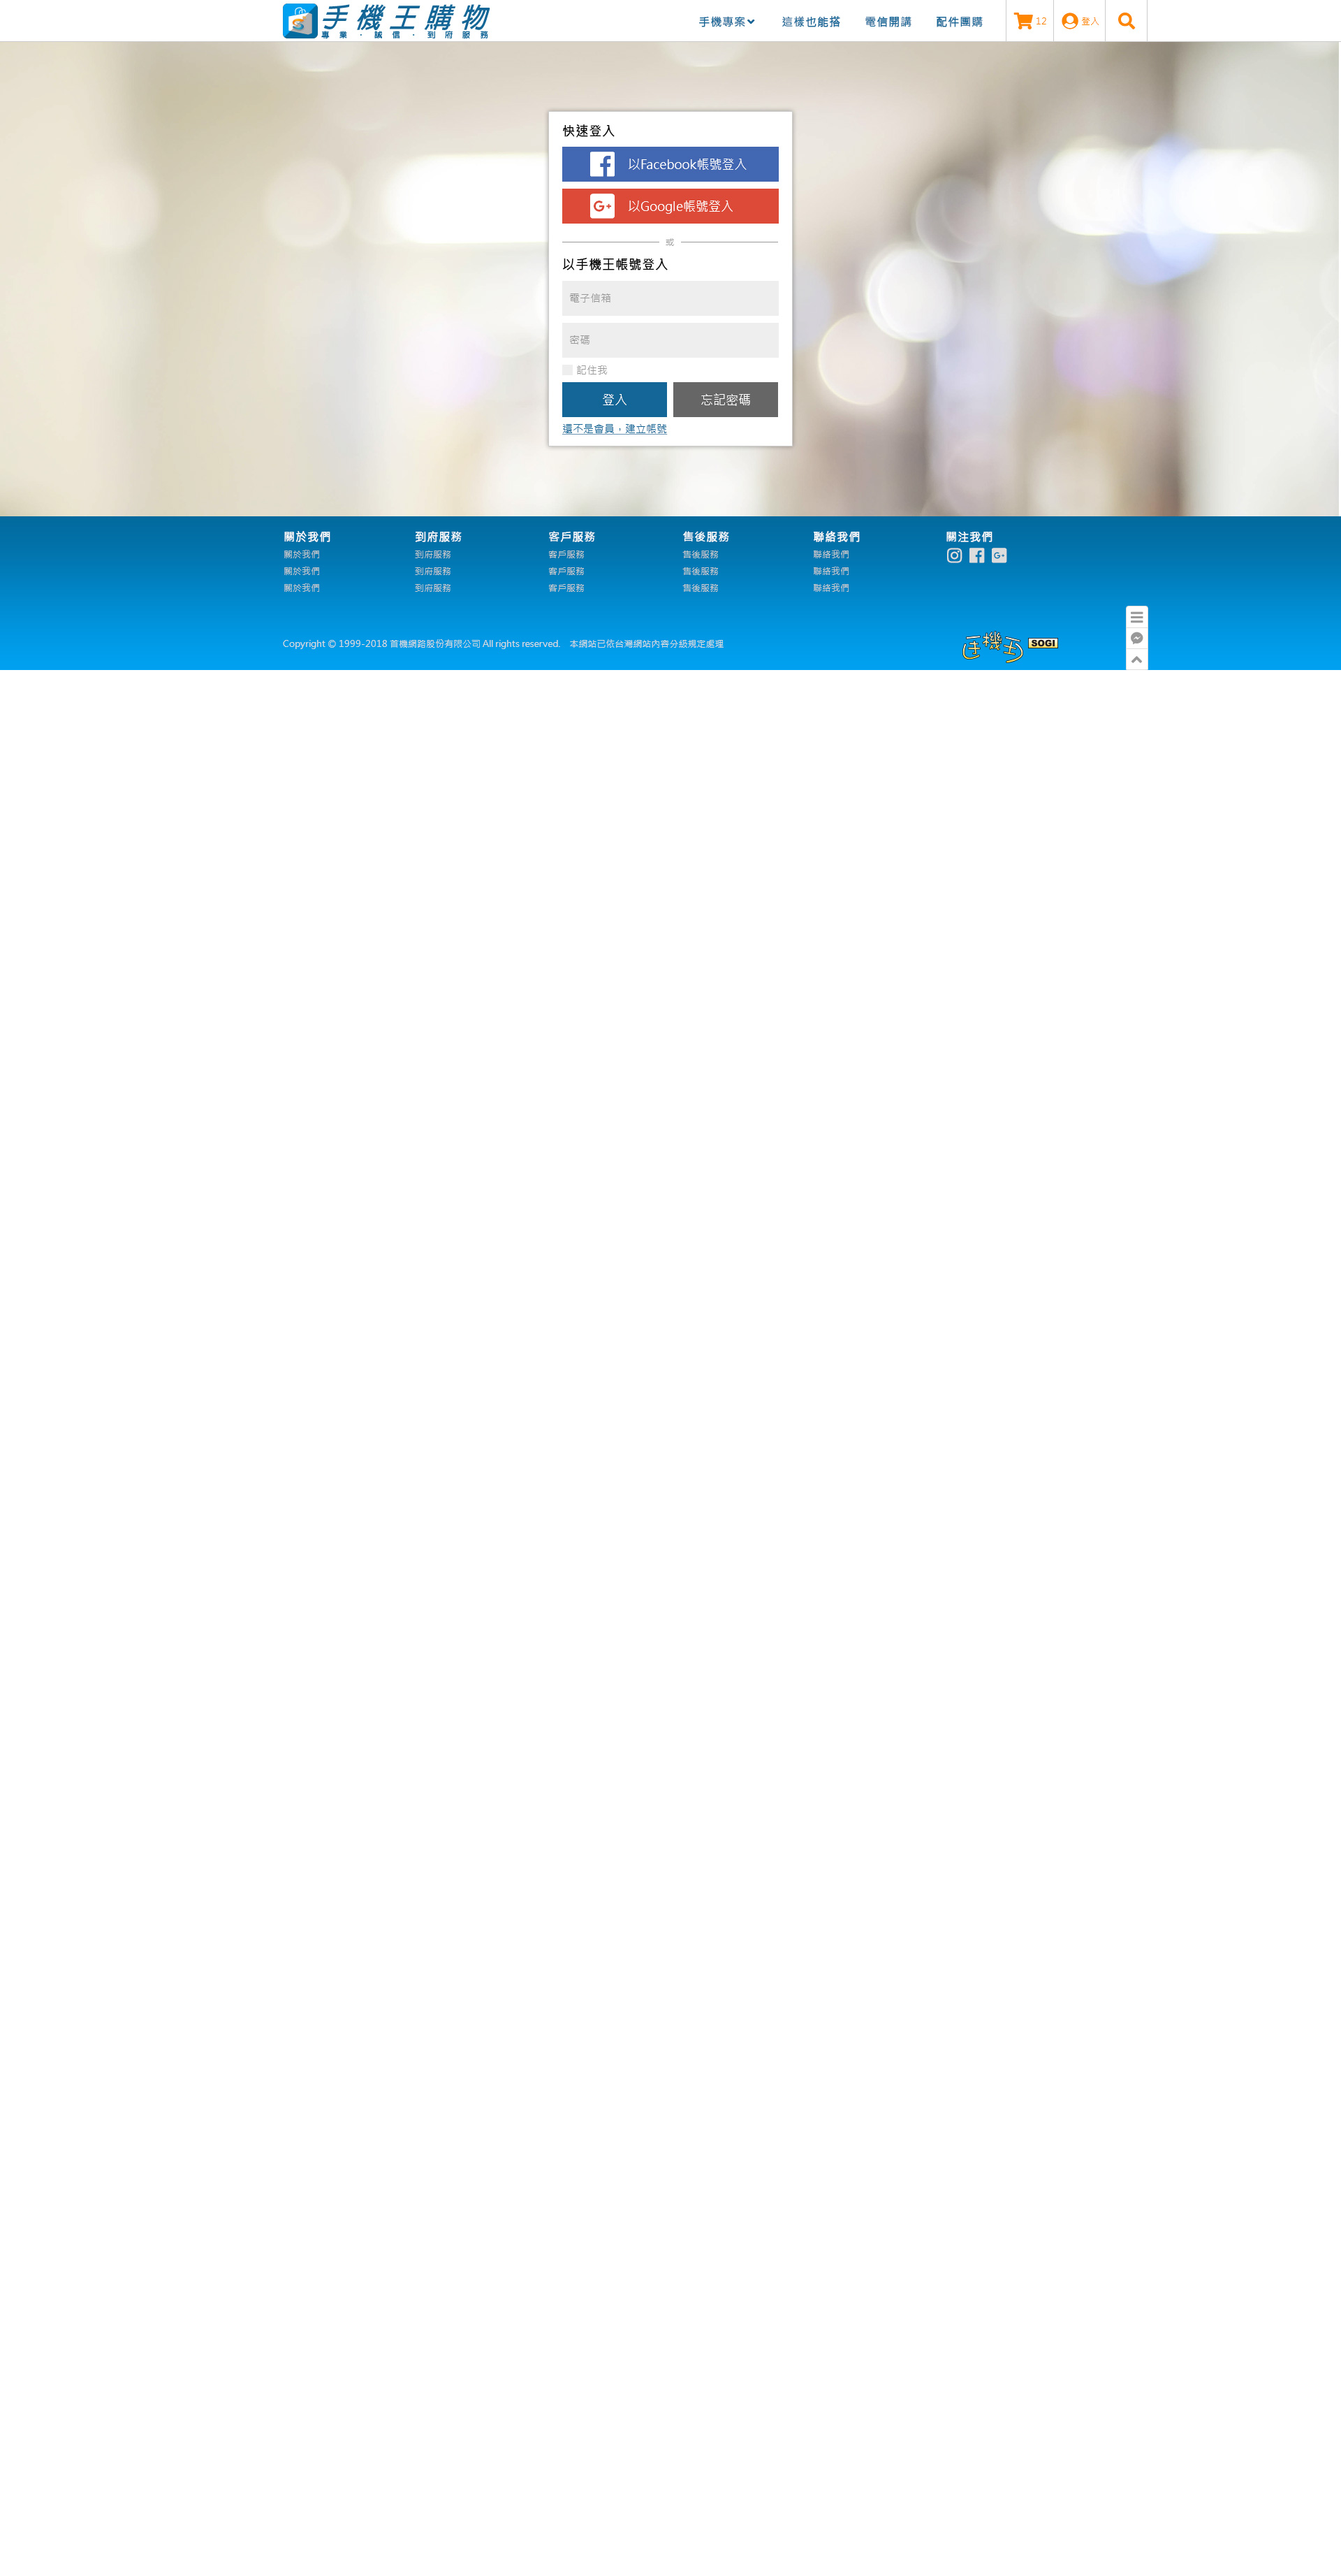 手機王購物
專業．誠信．到府服務
手機專案 這樣也能搭 電信開講 配件團購 12 登入
快速登入
以Facebook帳號登入
以Google帳號登入
或
以手機王帳號登入
電子信箱
密碼
記住我
登入 忘記密碼
還不是會員，建立帳號
關於我們 到府服務 客戶服務 售後服務 聯絡我們 關注我們
關於我們 到府服務 客戶服務 售後服務 聯絡我們
關於我們 到府服務 客戶服務 售後服務 聯絡我們
關於我們 到府服務 客戶服務 售後服務 聯絡我們
Copyright © 1999-2018 首機網路股份有限公司 All rights reserved. 本網站已依台灣網站內容分級規定處理
手機王 SOGI